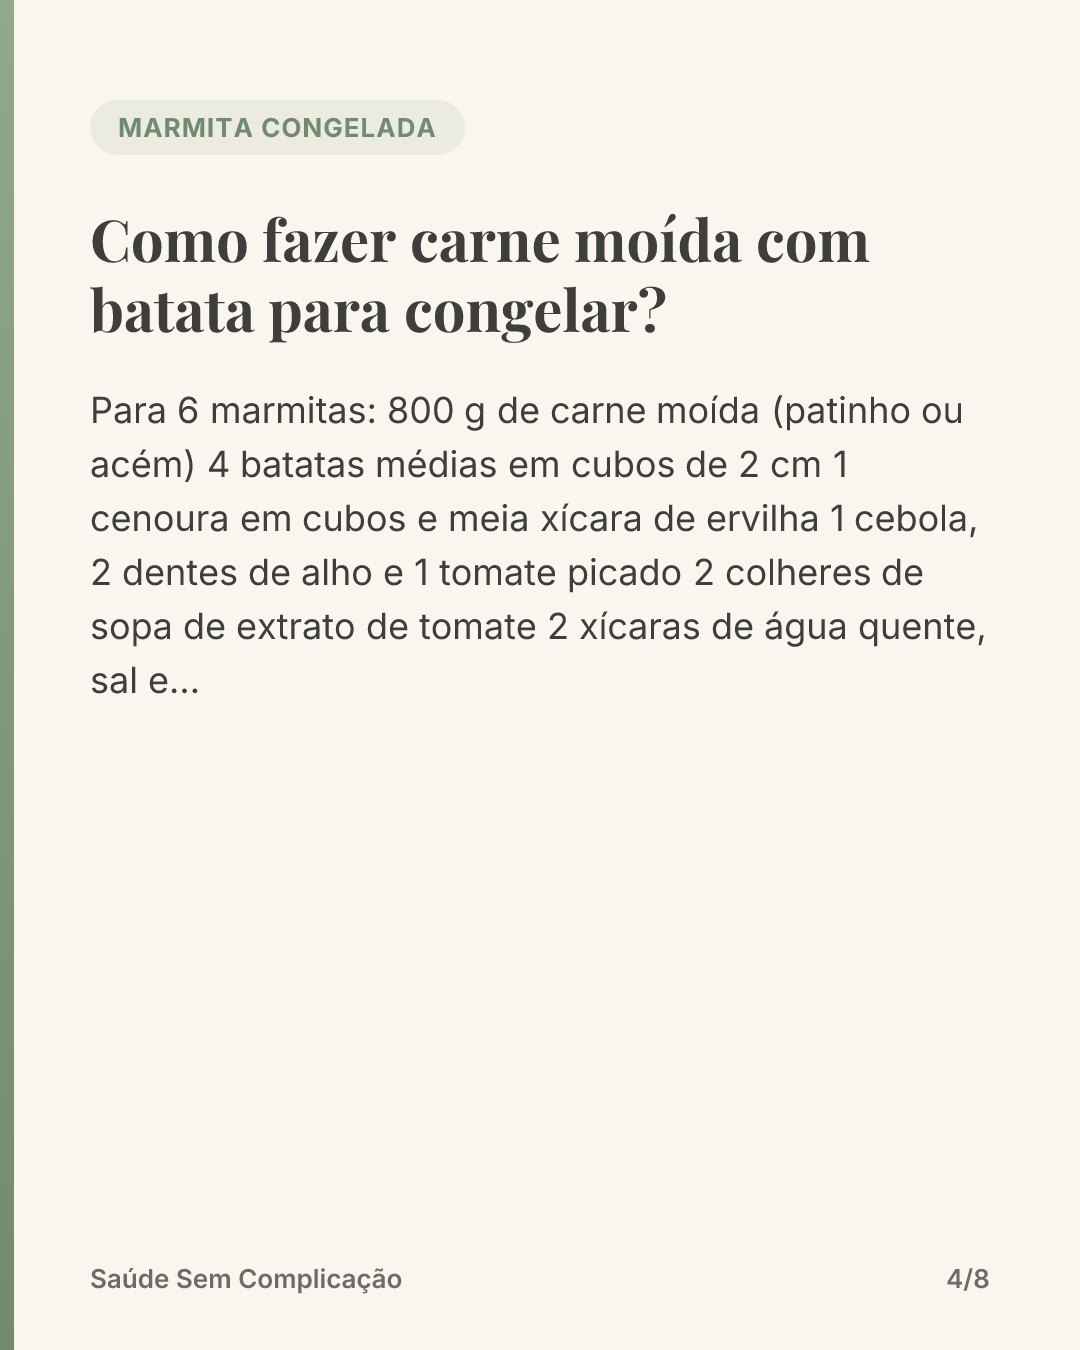 MARMITA CONGELADA
Como fazer carne moída com
batata para congelar?
Para 6 marmitas: 800 g de carne moída (patinho ou
acém) 4 batatas médias em cubos de 2 cm 1
cenoura em cubos e meia xícara de ervilha 1 cebola,
2 dentes de alho e 1 tomate picado 2 colheres de
sopa de extrato de tomate 2 xícaras de água quente,
sal e...
Saúde Sem Complicação
4/8